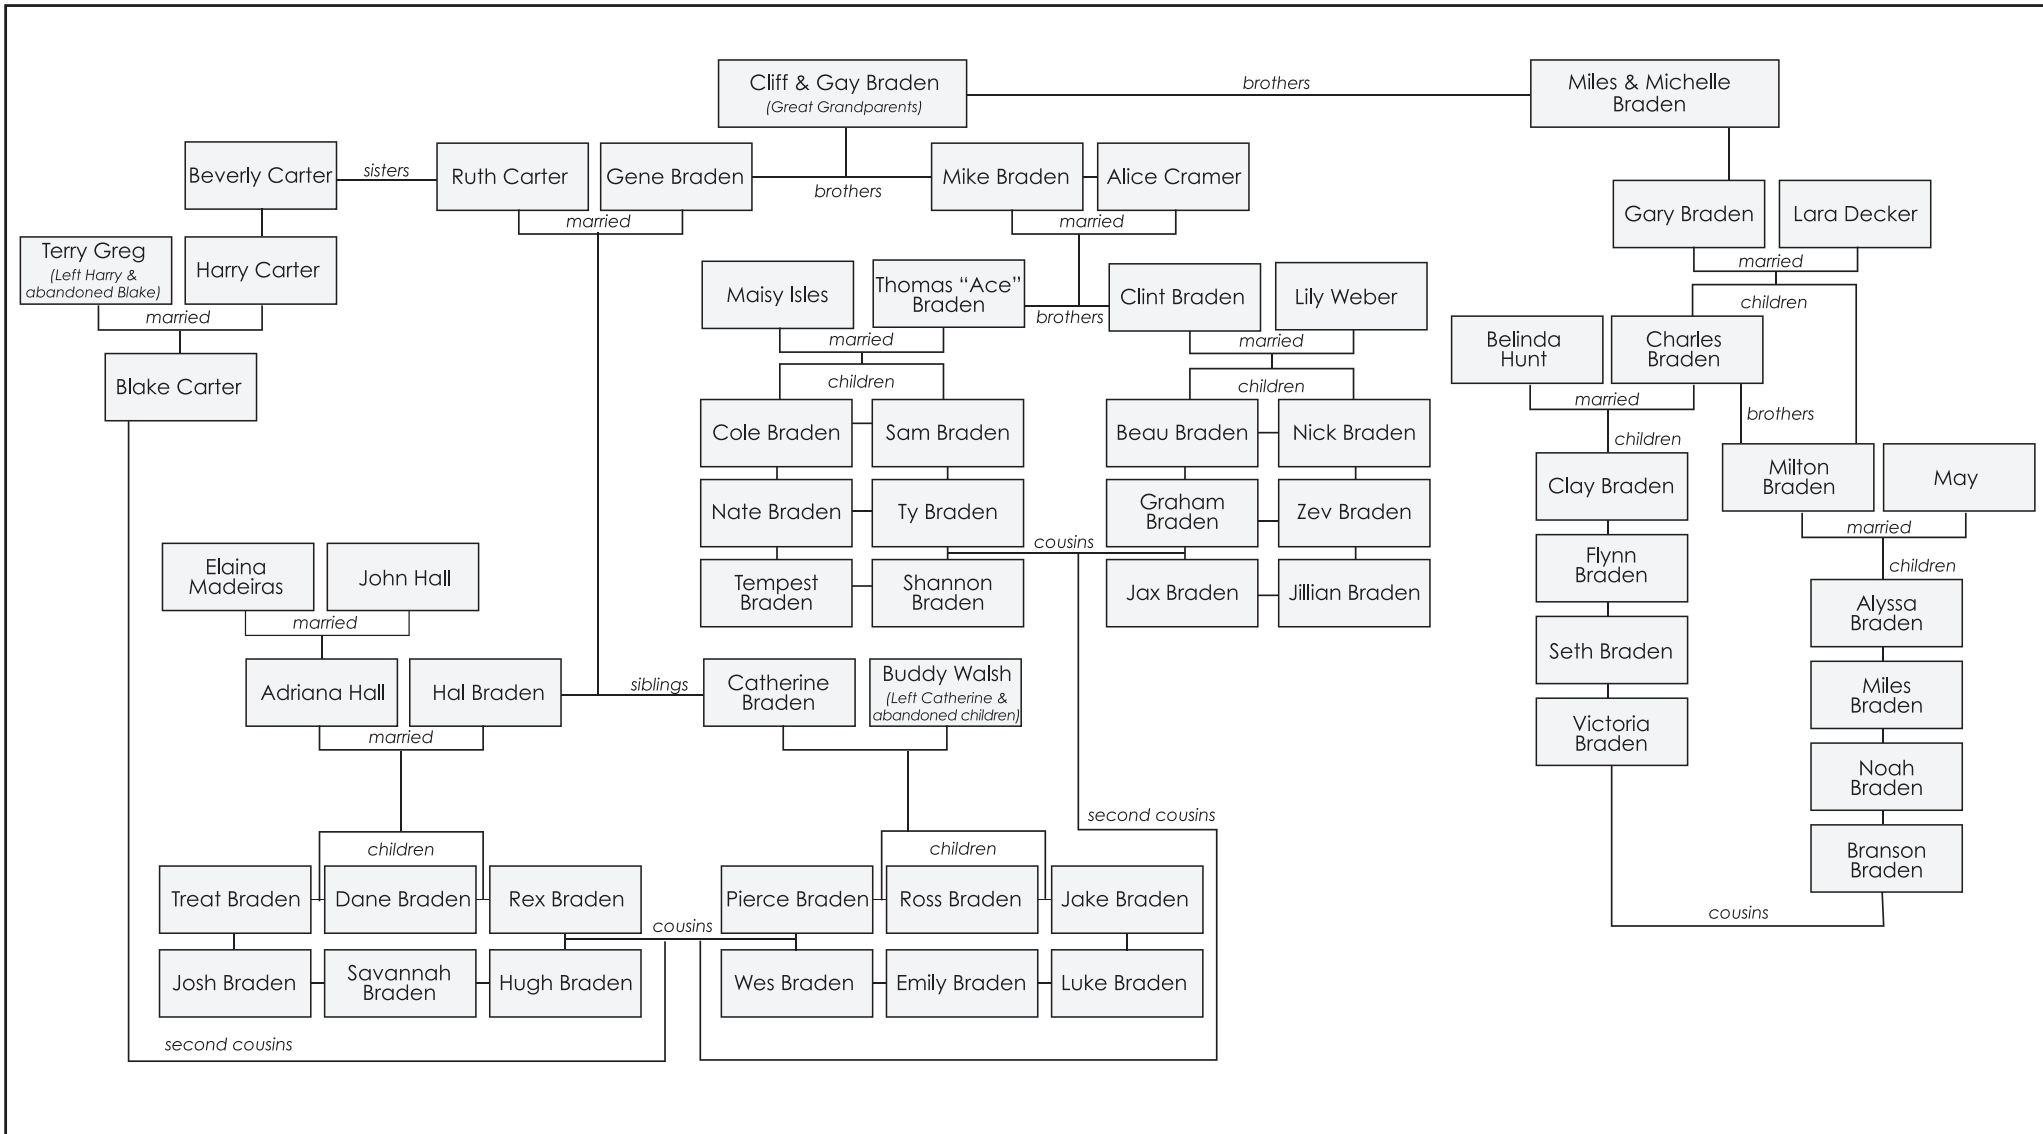 Cliff & Gay Braden
(Great Grandparents)
brothers
Miles & Michelle
Braden
Beverly Carter
sisters
Ruth Carter
Gene Braden
brothers
Mike Braden
Alice Cramer
married
married
Gary Braden
Lara Decker
married
children
Terry Greg
(Left Harry &
abandoned Blake)
Harry Carter
married
Blake Carter
Maisy Isles
Thomas “Ace”
Braden
brothers
Clint Braden
Lily Weber
married
children
married
children
Belinda
Hunt
Charles
Braden
married
brothers
children
Cole Braden
Sam Braden
Beau Braden
Nick Braden
Clay Braden
Milton
Braden
May
married
children
Nate Braden
Ty Braden
Graham
Braden
Zev Braden
cousins
Tempest
Braden
Shannon
Braden
Jax Braden
Jillian Braden
Flynn
Braden
Alyssa
Braden
Elaina
Madeiras
John Hall
married
Adriana Hall
Hal Braden
siblings
Catherine
Braden
Buddy Walsh
(Left Catherine &
abandoned children)
married
Seth Braden
Miles
Braden
Victoria
Braden
Noah
Braden
Branson
Braden
cousins
second cousins
children
children
Treat Braden
Dane Braden
Rex Braden
Pierce Braden
Ross Braden
Jake Braden
cousins
Josh Braden
Savannah
Braden
Hugh Braden
Wes Braden
Emily Braden
Luke Braden
second cousins